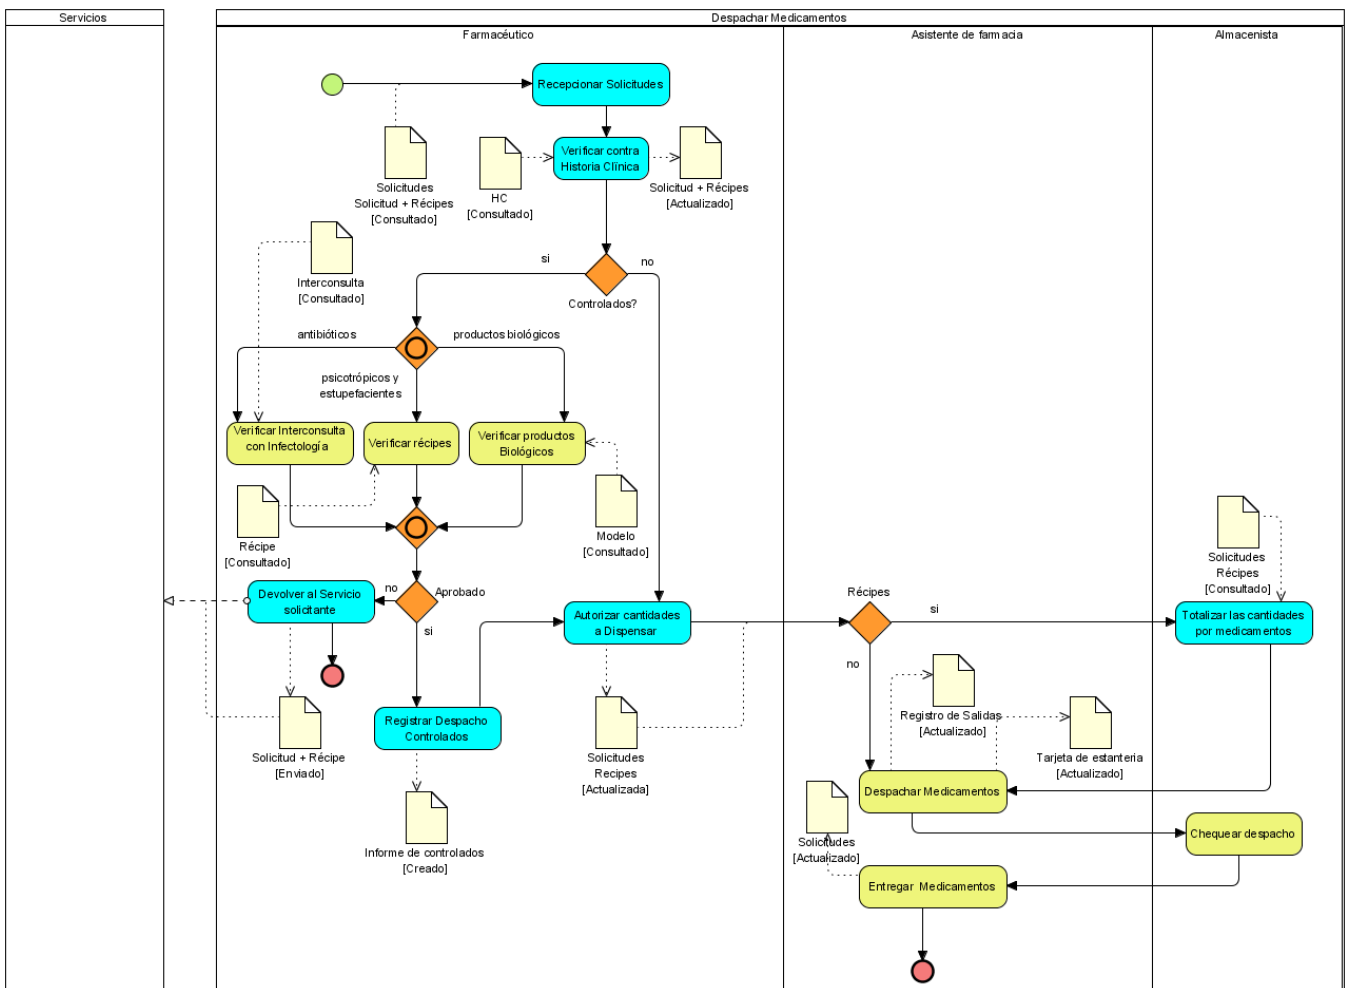 Servicios
Despachar Medicamentos
Farmacéutico
Asistente de farmacia
Almacenista
Recepcionar Solicitudes
Verificar contra
Historia Clínica
Solicitudes
Solicitud + Récipes
[Consultado]
HC
[Consultado]
Solicitud + Récipes
[Actualizado]
Interconsulta
[Consultado]
si
no
Controlados?
antibióticos
productos biológicos
psicotrópicos y
estupefacientes
Verificar Interconsulta
con Infectología
Verificar récipes
Verificar productos
Biológicos
Récipe
[Consultado]
Modelo
[Consultado]
Solicitudes
Récipes
[Consultado]
Devolver al Servicio
solicitante
no
Aprobado
si
Autorizar cantidades
a Dispensar
Récipes
si
no
Totalizar las cantidades
por medicamentos
Registrar Despacho
Controlados
Solicitud + Récipe
[Enviado]
Solicitudes
Recipes
[Actualizada]
Registro de Salidas
[Actualizado]
Tarjeta de estanteria
[Actualizado]
Despachar Medicamentos
Solicitudes
[Actualizado]
Chequear despacho
Informe de controlados
[Creado]
Entregar Medicamentos